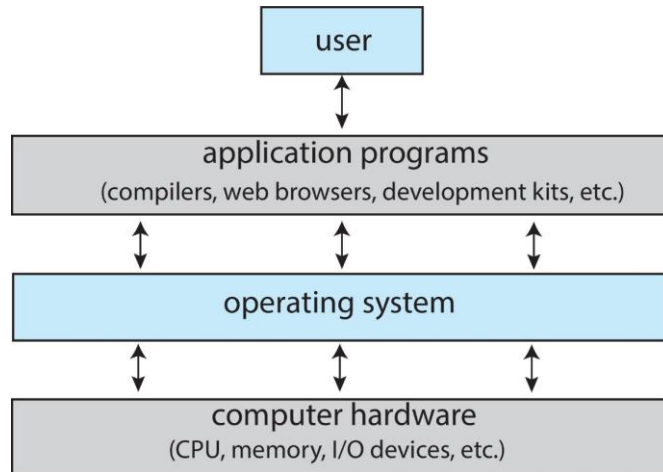 user
application programs
(compilers, web browsers, development kits, etc.)
operating system
computer hardware
(CPU, memory, I/O devices, etc.)